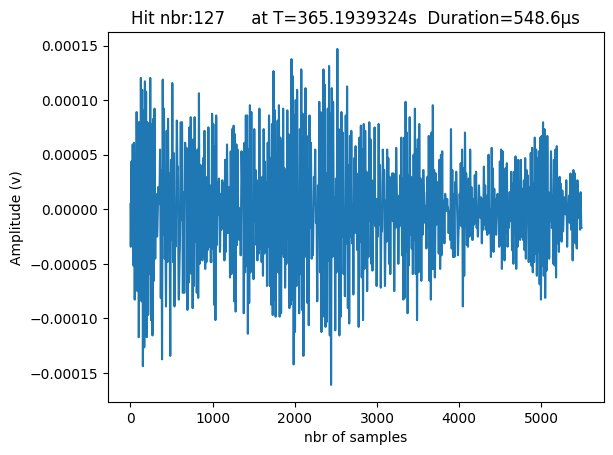 Hit nbr:127 at T=365.1939324s Duration=548.6µs
0.00015
0.00010
0.00005
0.00000
−0.00005
−0.00010
−0.00015
Amplitude (v)
0 1000 2000 3000 4000 5000
nbr of samples